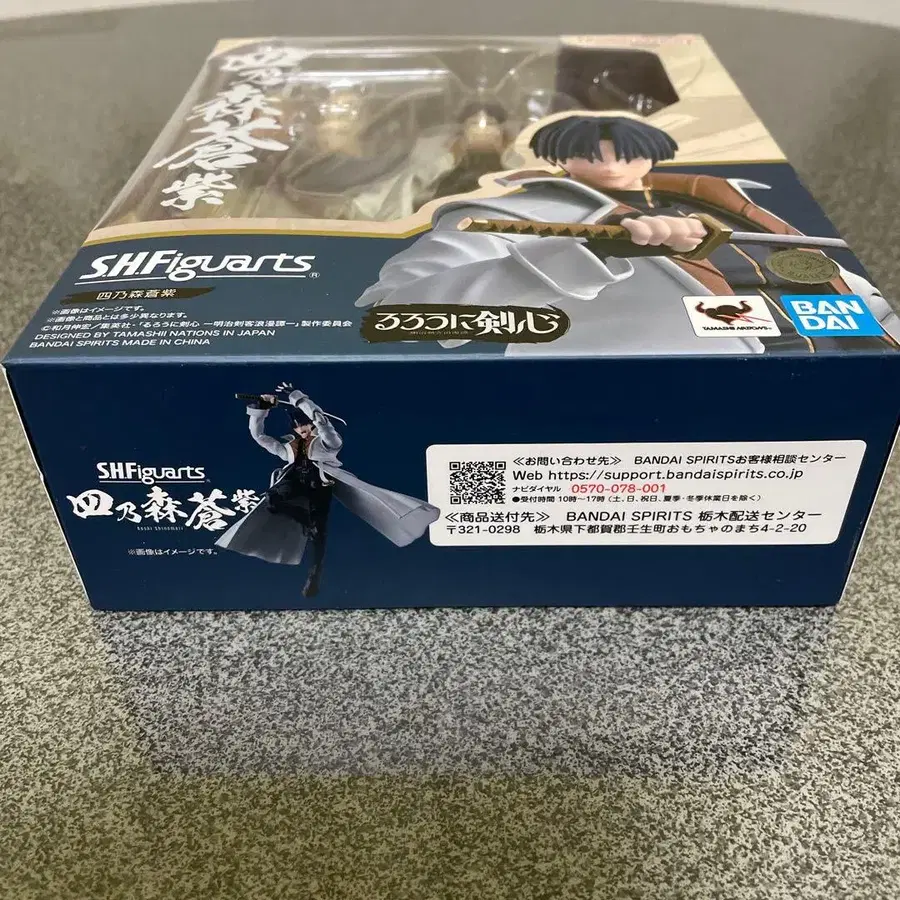 四乃森蒼紫
S.H.Figuarts®
四乃森蒼紫
※画像はイメージです。
※画像と商品とは多少異なります。
©和月伸宏／集英社・「るろうに剣心 －明治剣客浪漫譚－」製作委員会
DESIGNED BY TAMASHII NATIONS IN JAPAN
BANDAI SPIRITS MADE IN CHINA
るろうに剣心
TAMASHII NATIONS
BANDAI
S.H.Figuarts
四乃森蒼紫
Aoshi Shinomori
※画像はイメージです。
≪お問い合わせ先≫ BANDAI SPIRITSお客様相談センター
Web https://support.bandaispirits.co.jp
ナビダイヤル 0570-078-001
●受付時間 10時～17時 (土、日、祝日、夏季・冬季休業日を除く)
≪商品送付先≫ BANDAI SPIRITS 栃木配送センター
〒321-0298 栃木県下都賀郡壬生町おもちゃのまち4-2-20